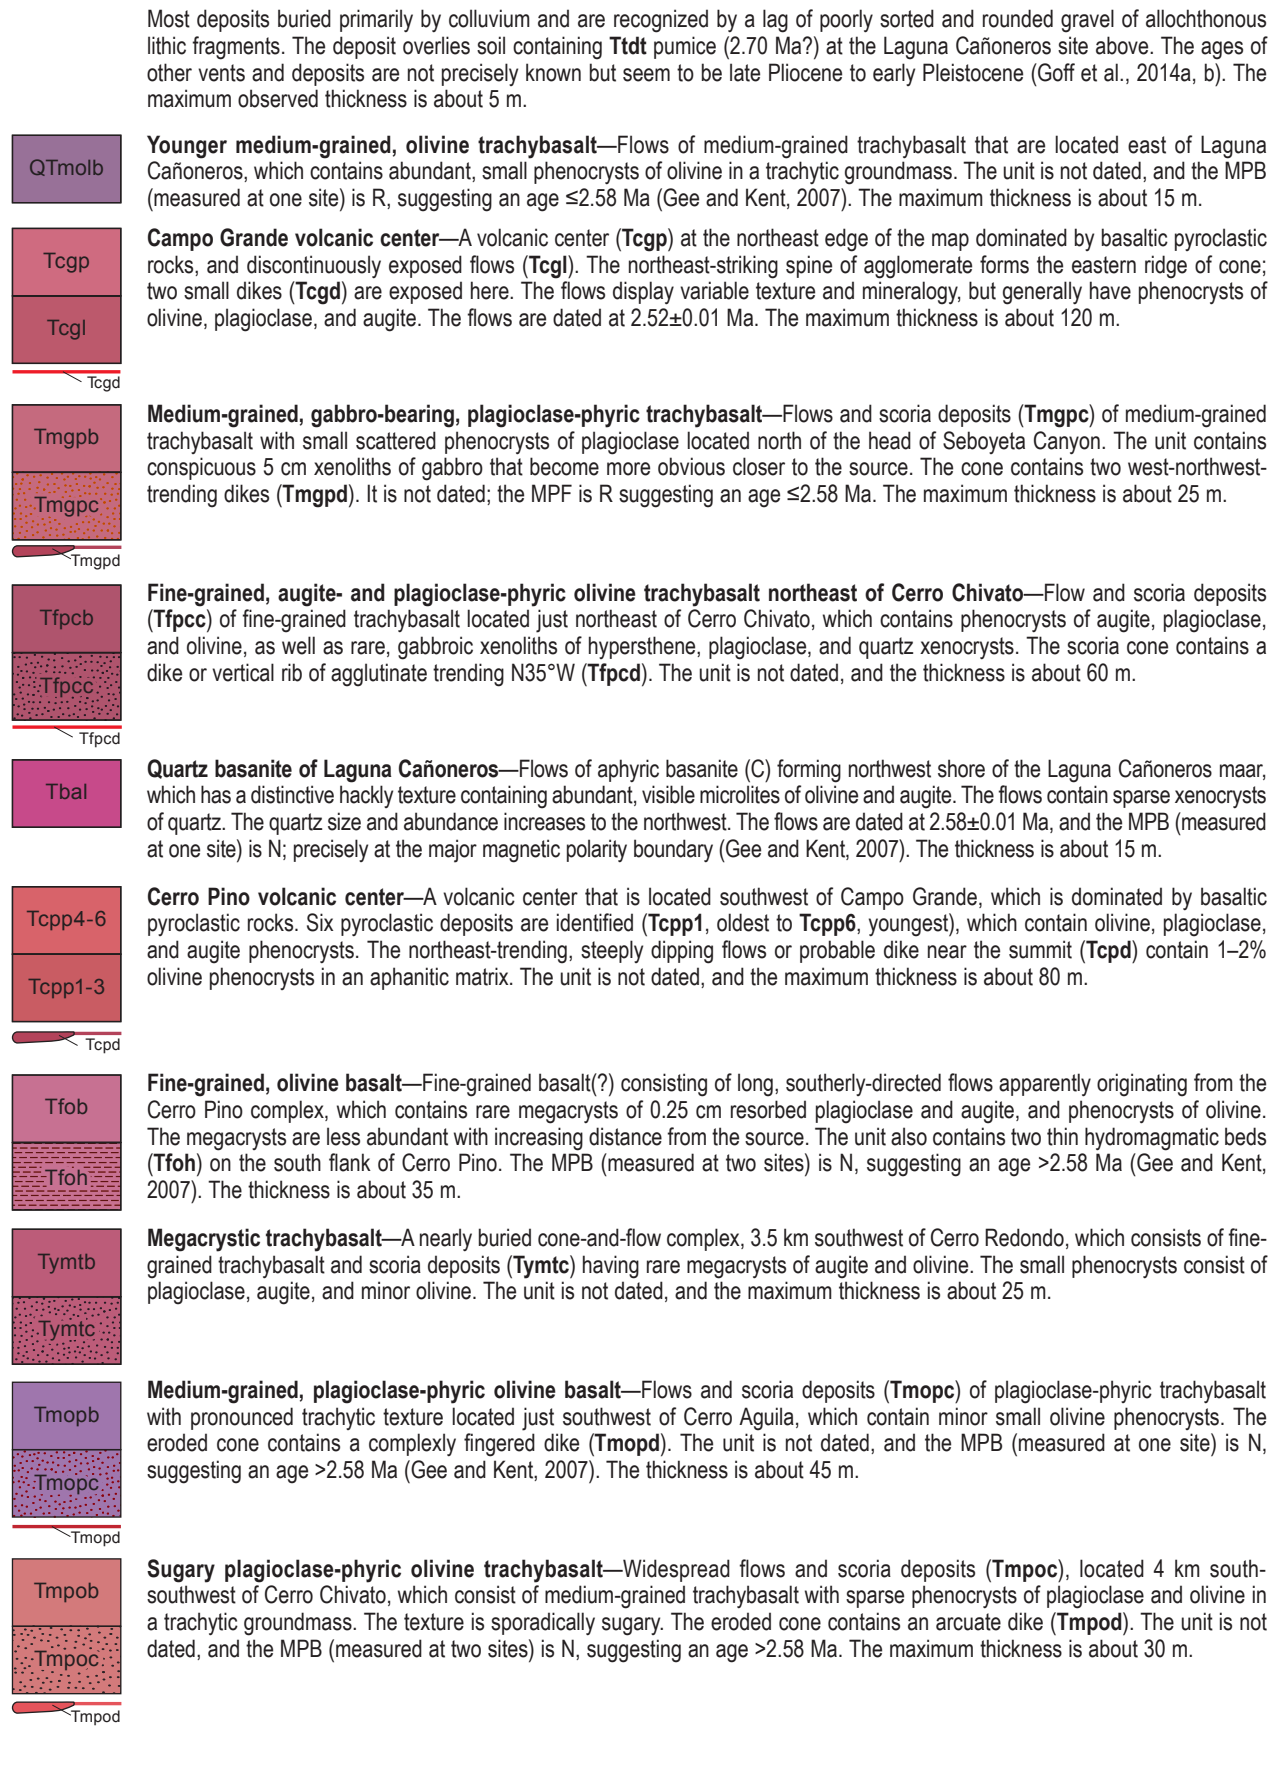 Most deposits buried primarily by colluvium and are recognized by a lag of poorly sorted and rounded gravel of allochthonous
lithic fragments. The deposit overlies soil containing Ttdt pumice (2.70 Ma?) at the Laguna Cañoneros site above. The ages of
other vents and deposits are not precisely known but seem to be late Pliocene to early Pleistocene (Goff et al., 2014a, b). The
maximum observed thickness is about 5 m.
QTmolb
Younger medium-grained, olivine trachybasalt—Flows of medium-grained trachybasalt that are located east of Laguna
Cañoneros, which contains abundant, small phenocrysts of olivine in a trachytic groundmass. The unit is not dated, and the MPB
(measured at one site) is R, suggesting an age ≤2.58 Ma (Gee and Kent, 2007). The maximum thickness is about 15 m.
Tcgp
Tcgl
Tcgd
Campo Grande volcanic center—A volcanic center (Tcgp) at the northeast edge of the map dominated by basaltic pyroclastic
rocks, and discontinuously exposed flows (Tcgl). The northeast-striking spine of agglomerate forms the eastern ridge of cone;
two small dikes (Tcgd) are exposed here. The flows display variable texture and mineralogy, but generally have phenocrysts of
olivine, plagioclase, and augite. The flows are dated at 2.52±0.01 Ma. The maximum thickness is about 120 m.
Tmgpb
Tmgpc
Tmgpd
Medium-grained, gabbro-bearing, plagioclase-phyric trachybasalt—Flows and scoria deposits (Tmgpc) of medium-grained
trachybasalt with small scattered phenocrysts of plagioclase located north of the head of Seboyeta Canyon. The unit contains
conspicuous 5 cm xenoliths of gabbro that become more obvious closer to the source. The cone contains two west-northwest-
trending dikes (Tmgpd). It is not dated; the MPF is R suggesting an age ≤2.58 Ma. The maximum thickness is about 25 m.
Tfpcb
Tfpcc
Tfpcd
Fine-grained, augite- and plagioclase-phyric olivine trachybasalt northeast of Cerro Chivato—Flow and scoria deposits
(Tfpcc) of fine-grained trachybasalt located just northeast of Cerro Chivato, which contains phenocrysts of augite, plagioclase,
and olivine, as well as rare, gabbroic xenoliths of hypersthene, plagioclase, and quartz xenocrysts. The scoria cone contains a
dike or vertical rib of agglutinate trending N35°W (Tfpcd). The unit is not dated, and the thickness is about 60 m.
Tbal
Quartz basanite of Laguna Cañoneros—Flows of aphyric basanite (C) forming northwest shore of the Laguna Cañoneros maar,
which has a distinctive hackly texture containing abundant, visible microlites of olivine and augite. The flows contain sparse xenocrysts
of quartz. The quartz size and abundance increases to the northwest. The flows are dated at 2.58±0.01 Ma, and the MPB (measured
at one site) is N; precisely at the major magnetic polarity boundary (Gee and Kent, 2007). The thickness is about 15 m.
Tcpp4-6
Tcpp1-3
Tcpd
Cerro Pino volcanic center—A volcanic center that is located southwest of Campo Grande, which is dominated by basaltic
pyroclastic rocks. Six pyroclastic deposits are identified (Tcpp1, oldest to Tcpp6, youngest), which contain olivine, plagioclase,
and augite phenocrysts. The northeast-trending, steeply dipping flows or probable dike near the summit (Tcpd) contain 1–2%
olivine phenocrysts in an aphanitic matrix. The unit is not dated, and the maximum thickness is about 80 m.
Tfob
Tfoh
Fine-grained, olivine basalt—Fine-grained basalt(?) consisting of long, southerly-directed flows apparently originating from the
Cerro Pino complex, which contains rare megacrysts of 0.25 cm resorbed plagioclase and augite, and phenocrysts of olivine.
The megacrysts are less abundant with increasing distance from the source. The unit also contains two thin hydromagmatic beds
(Tfoh) on the south flank of Cerro Pino. The MPB (measured at two sites) is N, suggesting an age >2.58 Ma (Gee and Kent,
2007). The thickness is about 35 m.
Tymtb
Tymtc
Megacrystic trachybasalt—A nearly buried cone-and-flow complex, 3.5 km southwest of Cerro Redondo, which consists of fine-
grained trachybasalt and scoria deposits (Tymtc) having rare megacrysts of augite and olivine. The small phenocrysts consist of
plagioclase, augite, and minor olivine. The unit is not dated, and the maximum thickness is about 25 m.
Tmopb
Tmopc
Tmopd
Medium-grained, plagioclase-phyric olivine basalt—Flows and scoria deposits (Tmopc) of plagioclase-phyric trachybasalt
with pronounced trachytic texture located just southwest of Cerro Aguila, which contain minor small olivine phenocrysts. The
eroded cone contains a complexly fingered dike (Tmopd). The unit is not dated, and the MPB (measured at one site) is N,
suggesting an age >2.58 Ma (Gee and Kent, 2007). The thickness is about 45 m.
Tmpob
Tmpoc
Tmpod
Sugary plagioclase-phyric olivine trachybasalt—Widespread flows and scoria deposits (Tmpoc), located 4 km south-
southwest of Cerro Chivato, which consist of medium-grained trachybasalt with sparse phenocrysts of plagioclase and olivine in
a trachytic groundmass. The texture is sporadically sugary. The eroded cone contains an arcuate dike (Tmpod). The unit is not
dated, and the MPB (measured at two sites) is N, suggesting an age >2.58 Ma. The maximum thickness is about 30 m.